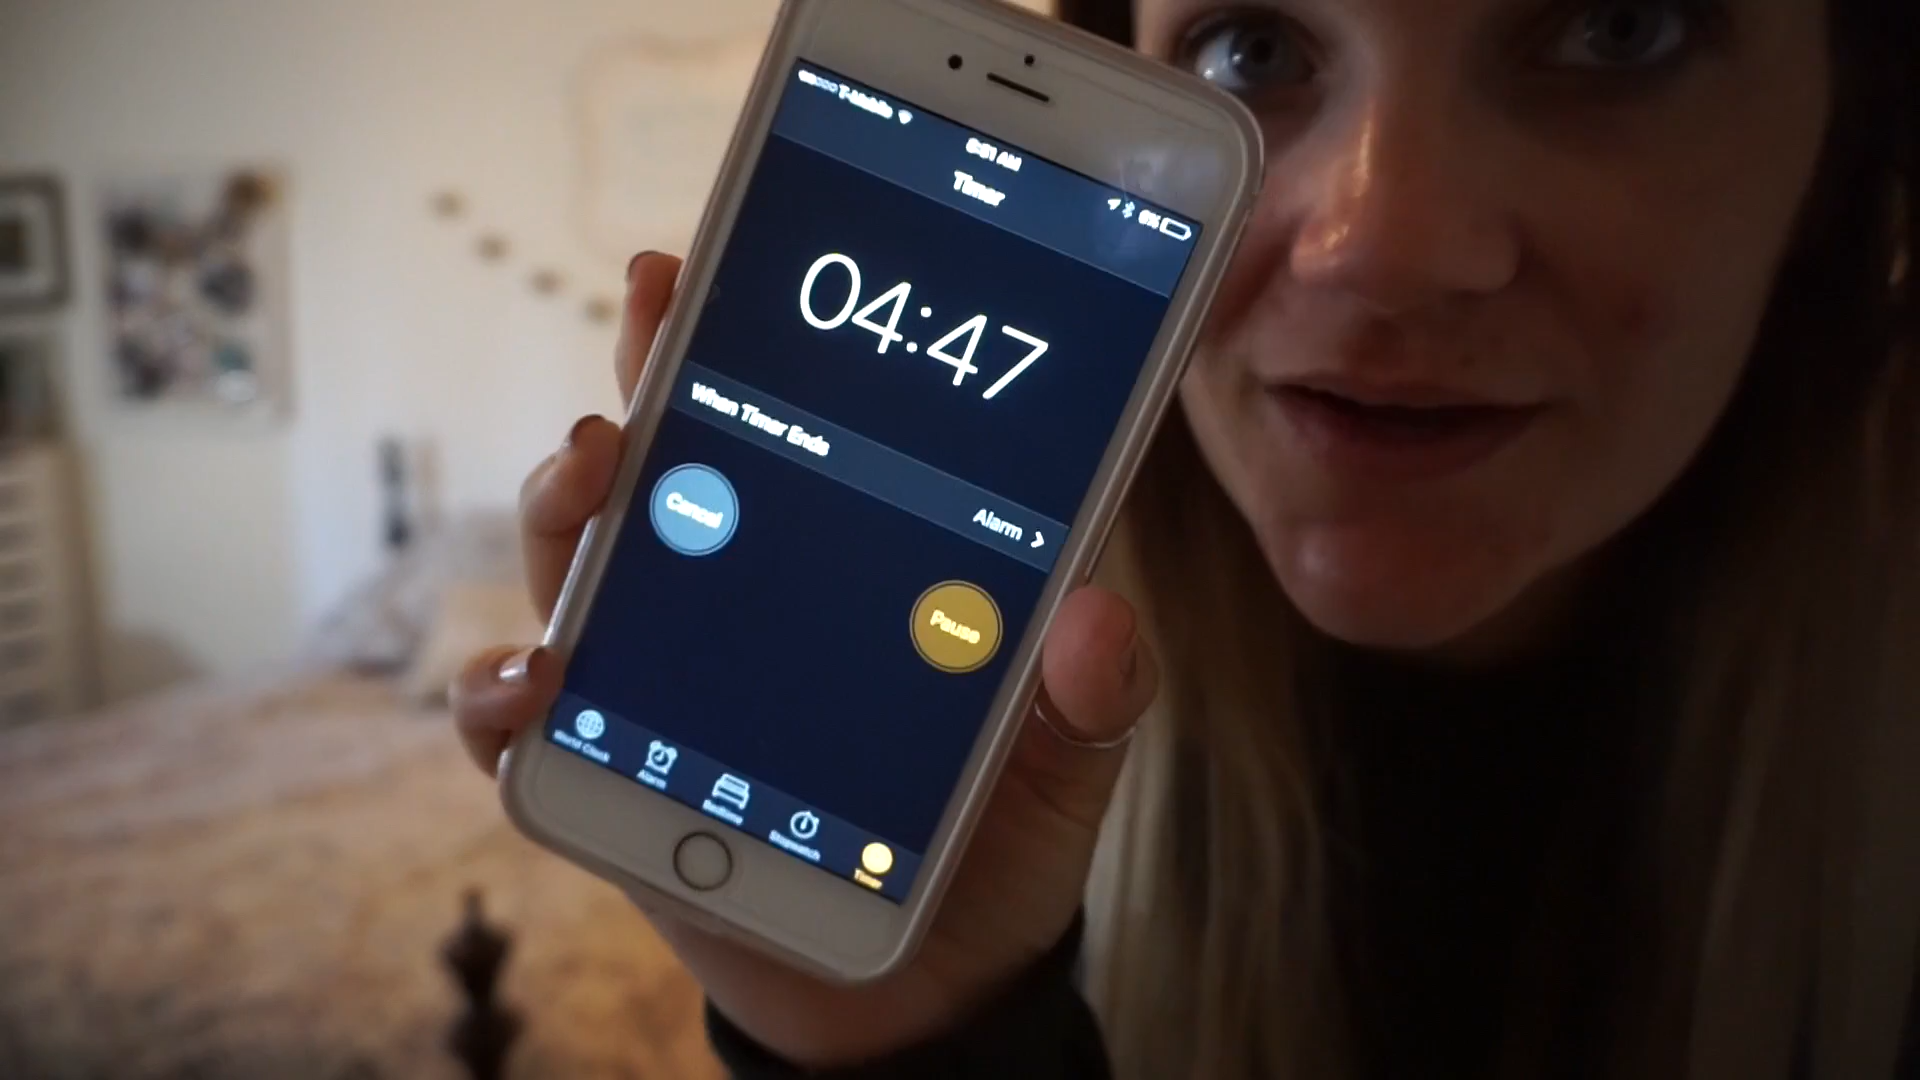 T-Mobile
Timer
04:47
When Timer Ends
Alarm
Cancel
Pause
World Clock
Alarm
Bedtime
Stopwatch
Timer